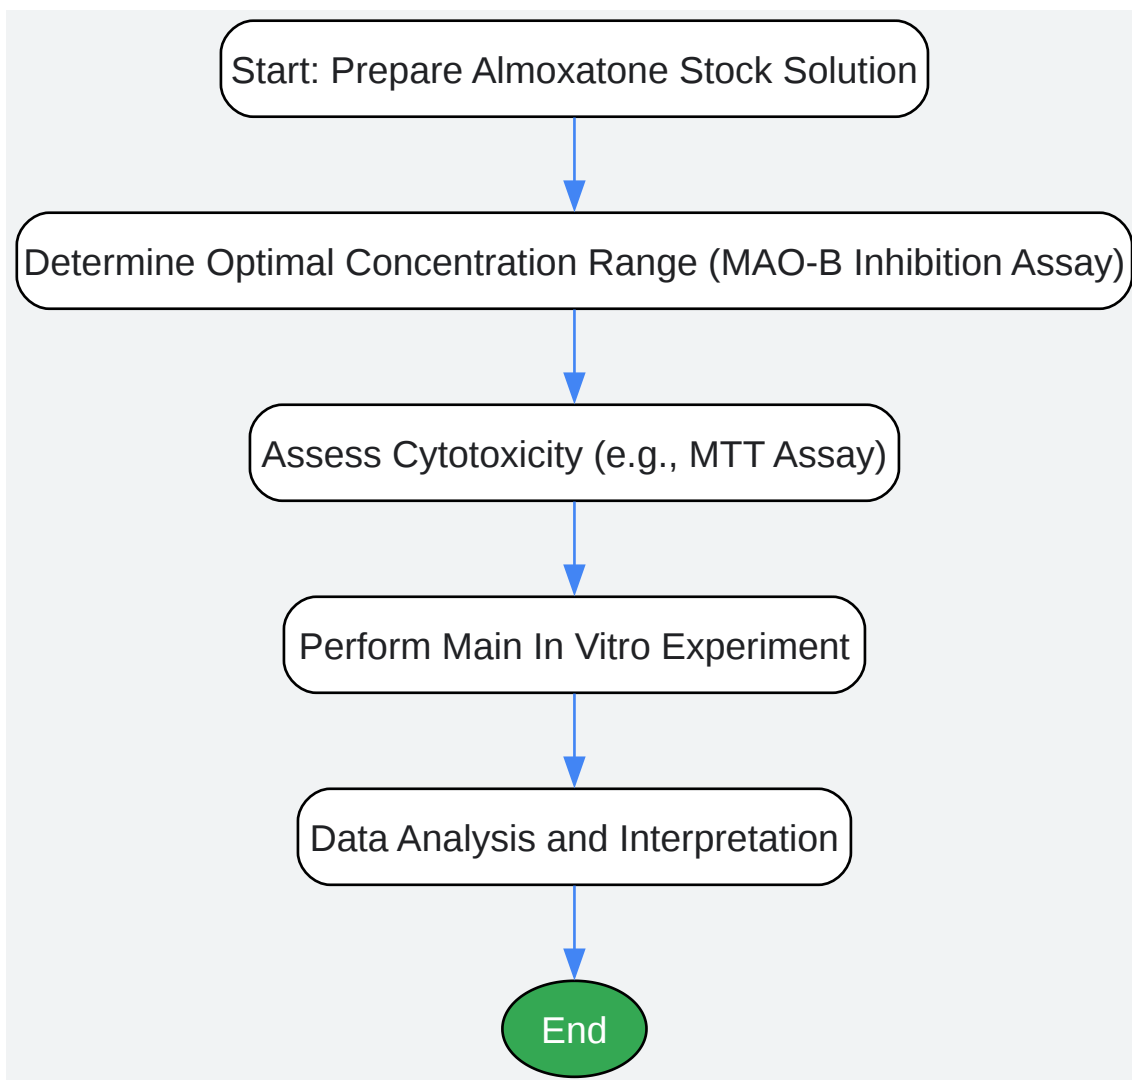 Start: Prepare Almoxatone Stock Solution
Determine Optimal Concentration Range (MAO-B Inhibition Assay)
Assess Cytotoxicity (e.g., MTT Assay)
Perform Main In Vitro Experiment
Data Analysis and Interpretation
End